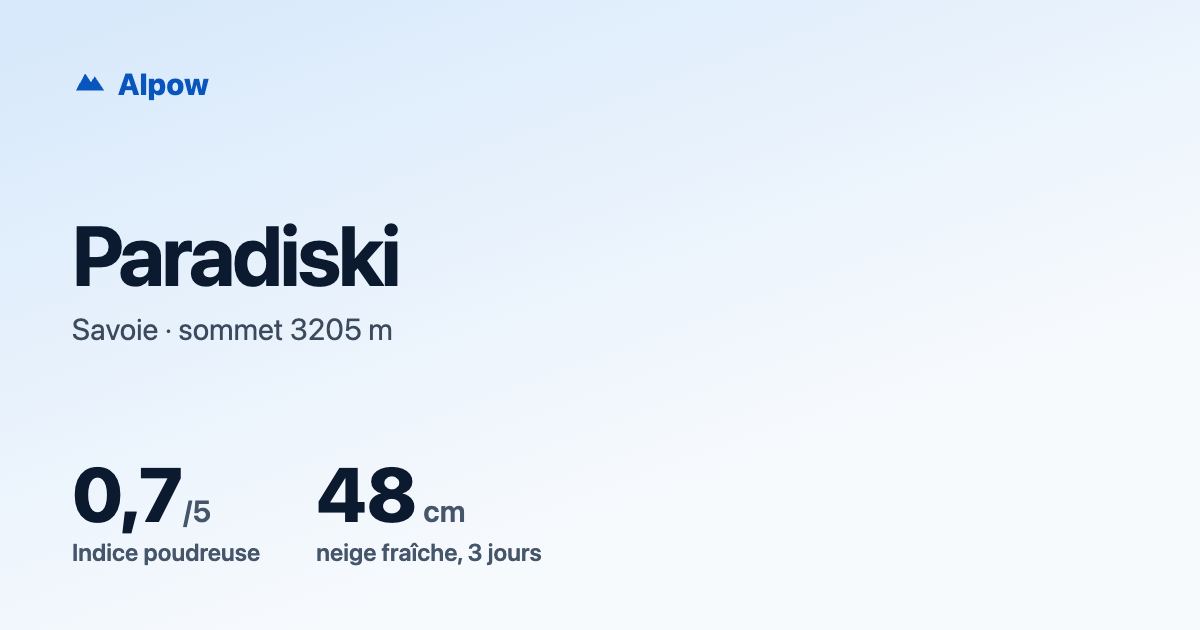 Alpow
Paradiski
Savoie · sommet 3205 m
0,7/5
Indice poudreuse
48 cm
neige fraîche, 3 jours